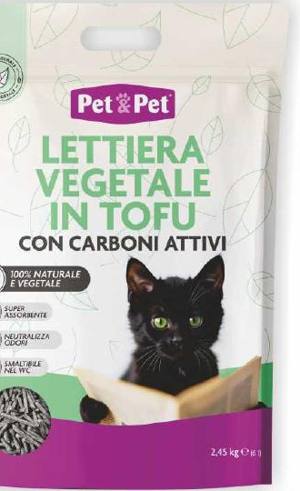 Pet & Pet
LETTIERA
VEGETALE
IN TOFU
CON CARBONI ATTIVI
100% NATURALE
E VEGETALE
SUPER
ASSORBENTE
NEUTRALIZZA
ODORI
SMALTIBILE
NEL WC
2,45 kg ℮ (6 l)